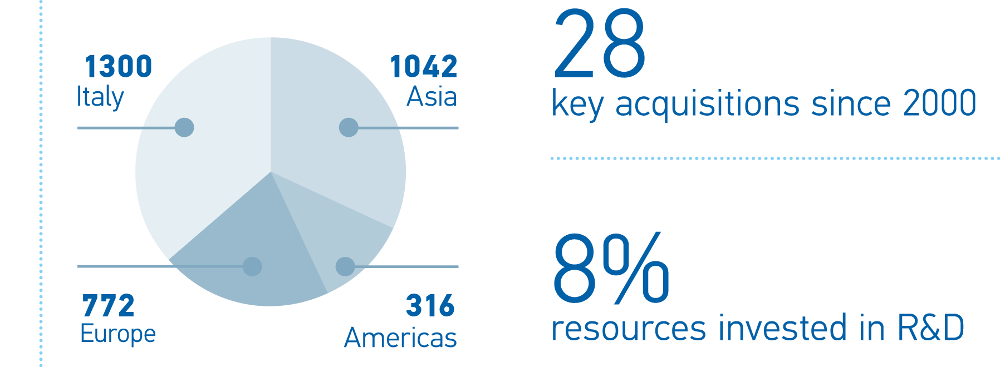 1300
Italy
1042
Asia
772
Europe
316
Americas
28
key acquisitions since 2000
8%
resources invested in R&D